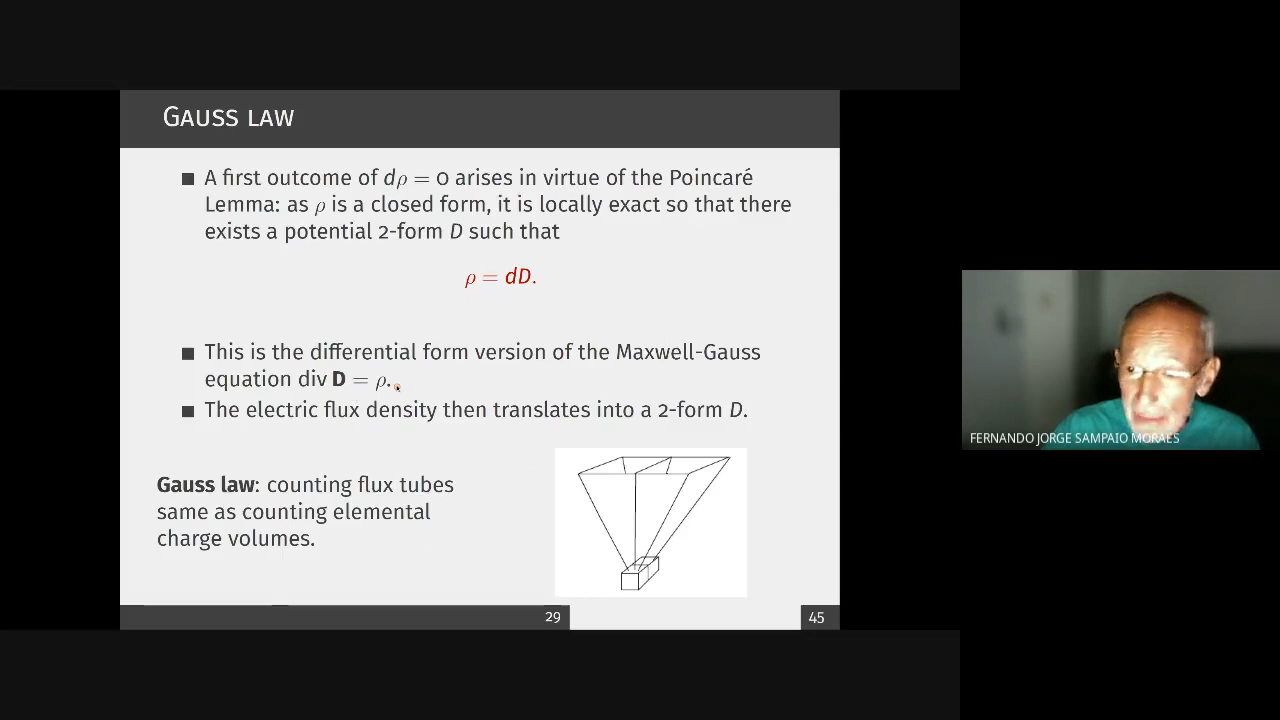 GAUSS LAW
■ A first outcome of dρ = 0 arises in virtue of the Poincaré
Lemma: as ρ is a closed form, it is locally exact so that there
exists a potential 2-form D such that
ρ = dD.
■ This is the differential form version of the Maxwell-Gauss
equation div D = ρ.
■ The electric flux density then translates into a 2-form D.
Gauss law: counting flux tubes
same as counting elemental
charge volumes.
29
45
FERNANDO JORGE SAMPAIO MORAES